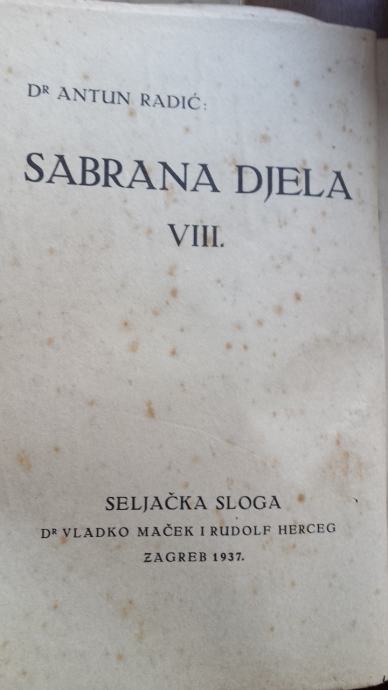 Dr ANTUN RADIĆ:
SABRANA DJELA
VIII.
SELJAČKA SLOGA
Dr VLADKO MAČEK I RUDOLF HERCEG
ZAGREB 1937.